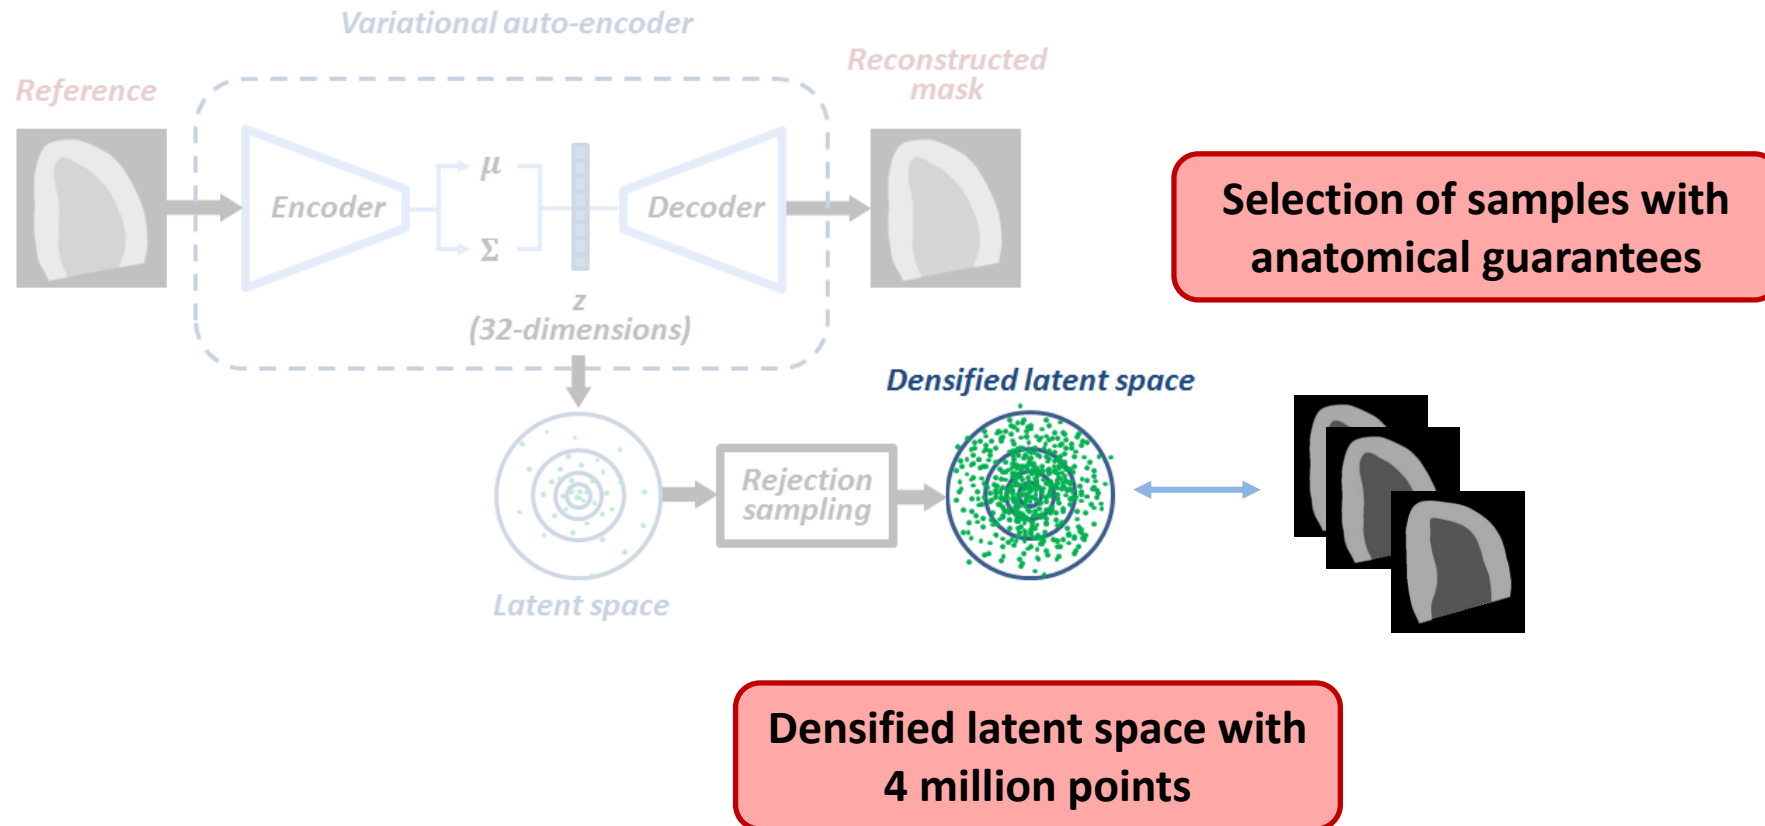 Variational auto-encoder
Reference
Reconstructed
mask
Encoder
μ
Σ
Decoder
z
(32-dimensions)
Selection of samples with
anatomical guarantees
Densified latent space
Rejection
sampling
Latent space
Densified latent space with
4 million points